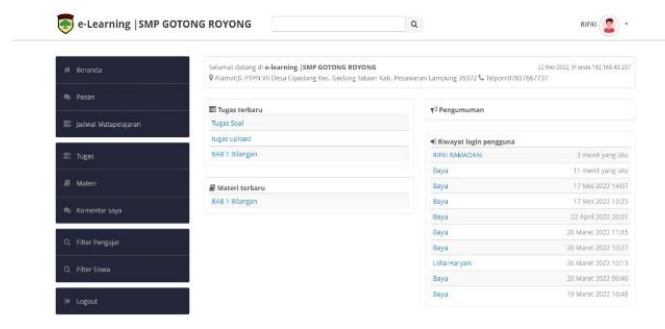 e-Learning |SMP GOTONG ROYONG
RIFKI
Beranda
Pesan
Jadwal Matapelajaran
Tugas
Materi
Komentar saya
Filter Pengajar
Filter Siswa
Logout
Selamat datang di e-learning |SMP GOTONG ROYONG
22 Mei 2022, IP anda 192.168.43.237
Alamat:Jl. PTPN VII Desa Cipadang Kec. Gedung Tataan Kab. Pesawaran Lampung 35372 Telpon:07837667737
Tugas terbaru
Tugas Soal
tugas upload
BAB 1 Bilangan
Materi terbaru
BAB 1 Bilangan
Pengumuman
Riwayat login pengguna
RIFKI RAMADANI 3 menit yang lalu
Baya 11 menit yang lalu
Baya 17 Mei 2022 14:07
Baya 17 Mei 2022 13:25
Baya 22 April 2022 20:31
Baya 20 Maret 2022 11:45
Baya 20 Maret 2022 10:27
Lidia Haryani 20 Maret 2022 10:13
Baya 20 Maret 2022 09:40
Baya 19 Maret 2022 16:48